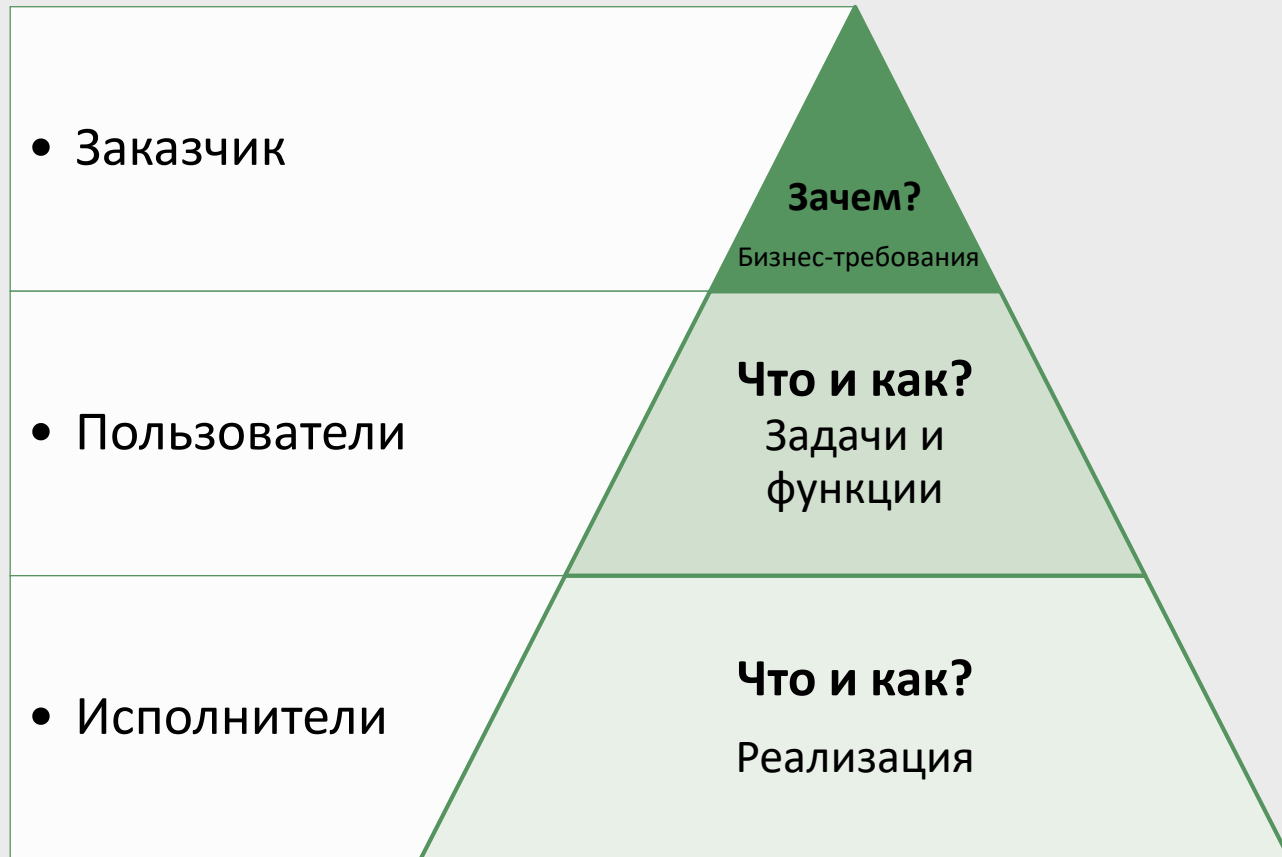 • Заказчик
Зачем?
Бизнес-требования
• Пользователи
Что и как?
Задачи и
функции
• Исполнители
Что и как?
Реализация